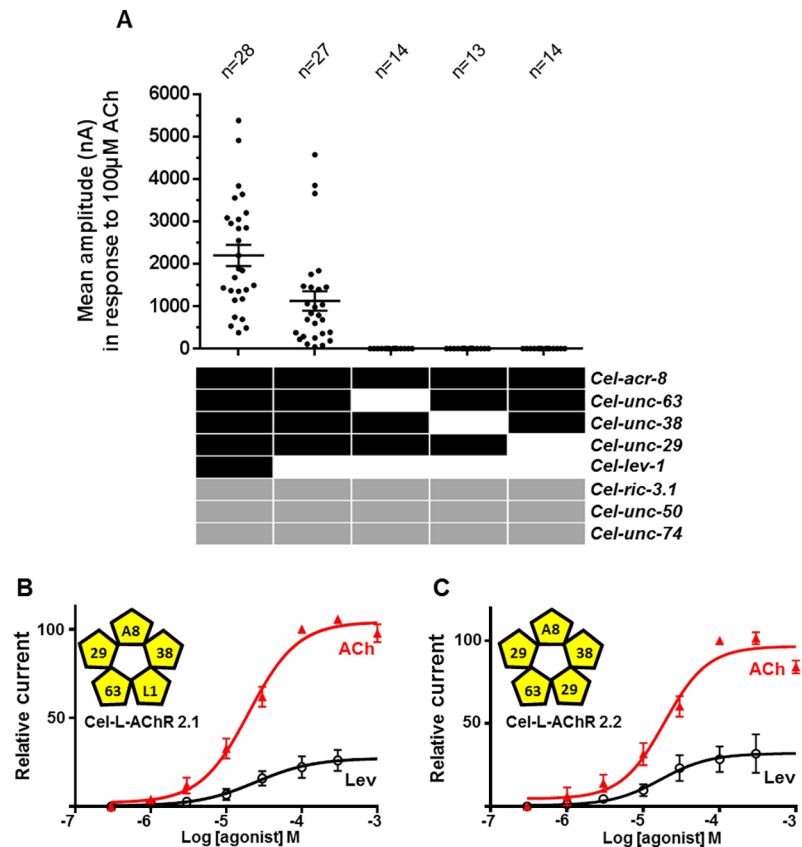 A
n=28 n=27 n=14 n=13 n=14
Mean amplitude (nA)
in response to 100µM ACh
6000
5000
4000
3000
2000
1000
0
Cel-acr-8
Cel-unc-63
Cel-unc-38
Cel-unc-29
Cel-lev-1
Cel-ric-3.1
Cel-unc-50
Cel-unc-74
B
Relative current
100
50
A8
29 38
63 L1
Cel-L-AChR 2.1
ACh
Lev
-7 -6 -5 -4 -3
Log [agonist] M
C
Relative current
100
50
A8
29 38
63 29
Cel-L-AChR 2.2
ACh
Lev
-7 -6 -5 -4 -3
Log [agonist] M